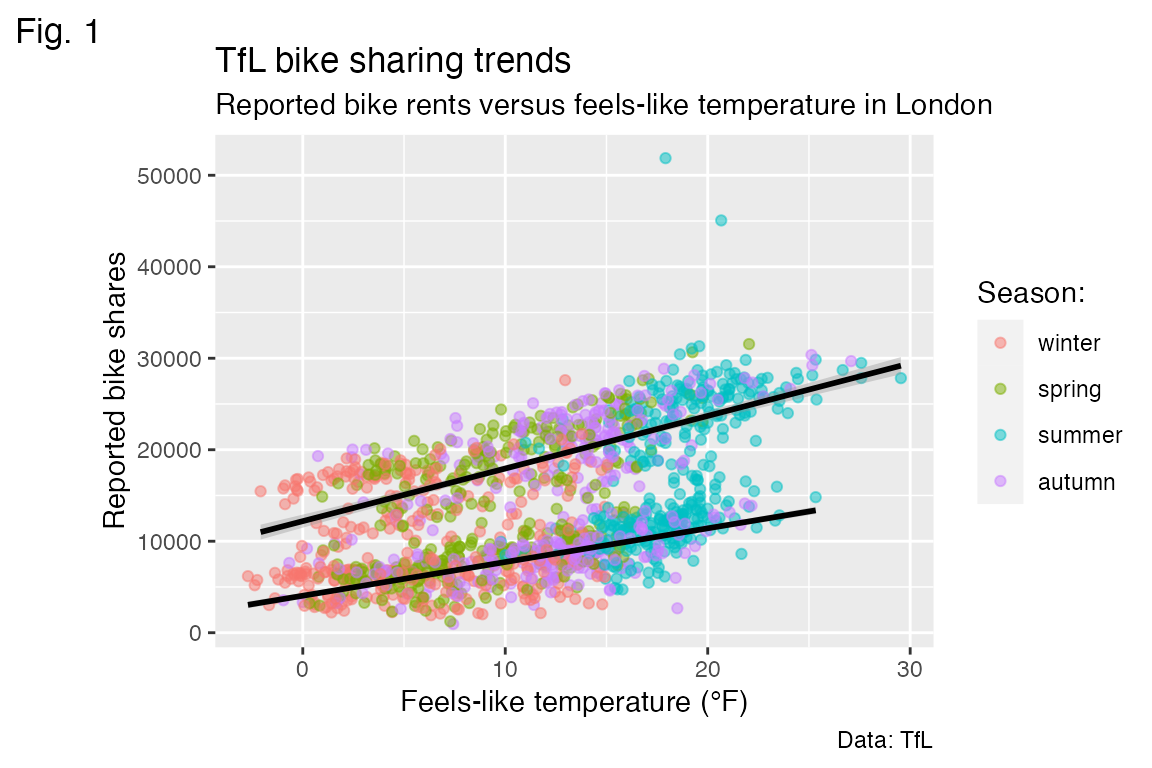 Fig. 1
TfL bike sharing trends
Reported bike rents versus feels-like temperature in London
Reported bike shares
50000
40000
30000
20000
10000
0
0
10
20
30
Feels-like temperature (°F)
Season:
winter
spring
summer
autumn
Data: TfL